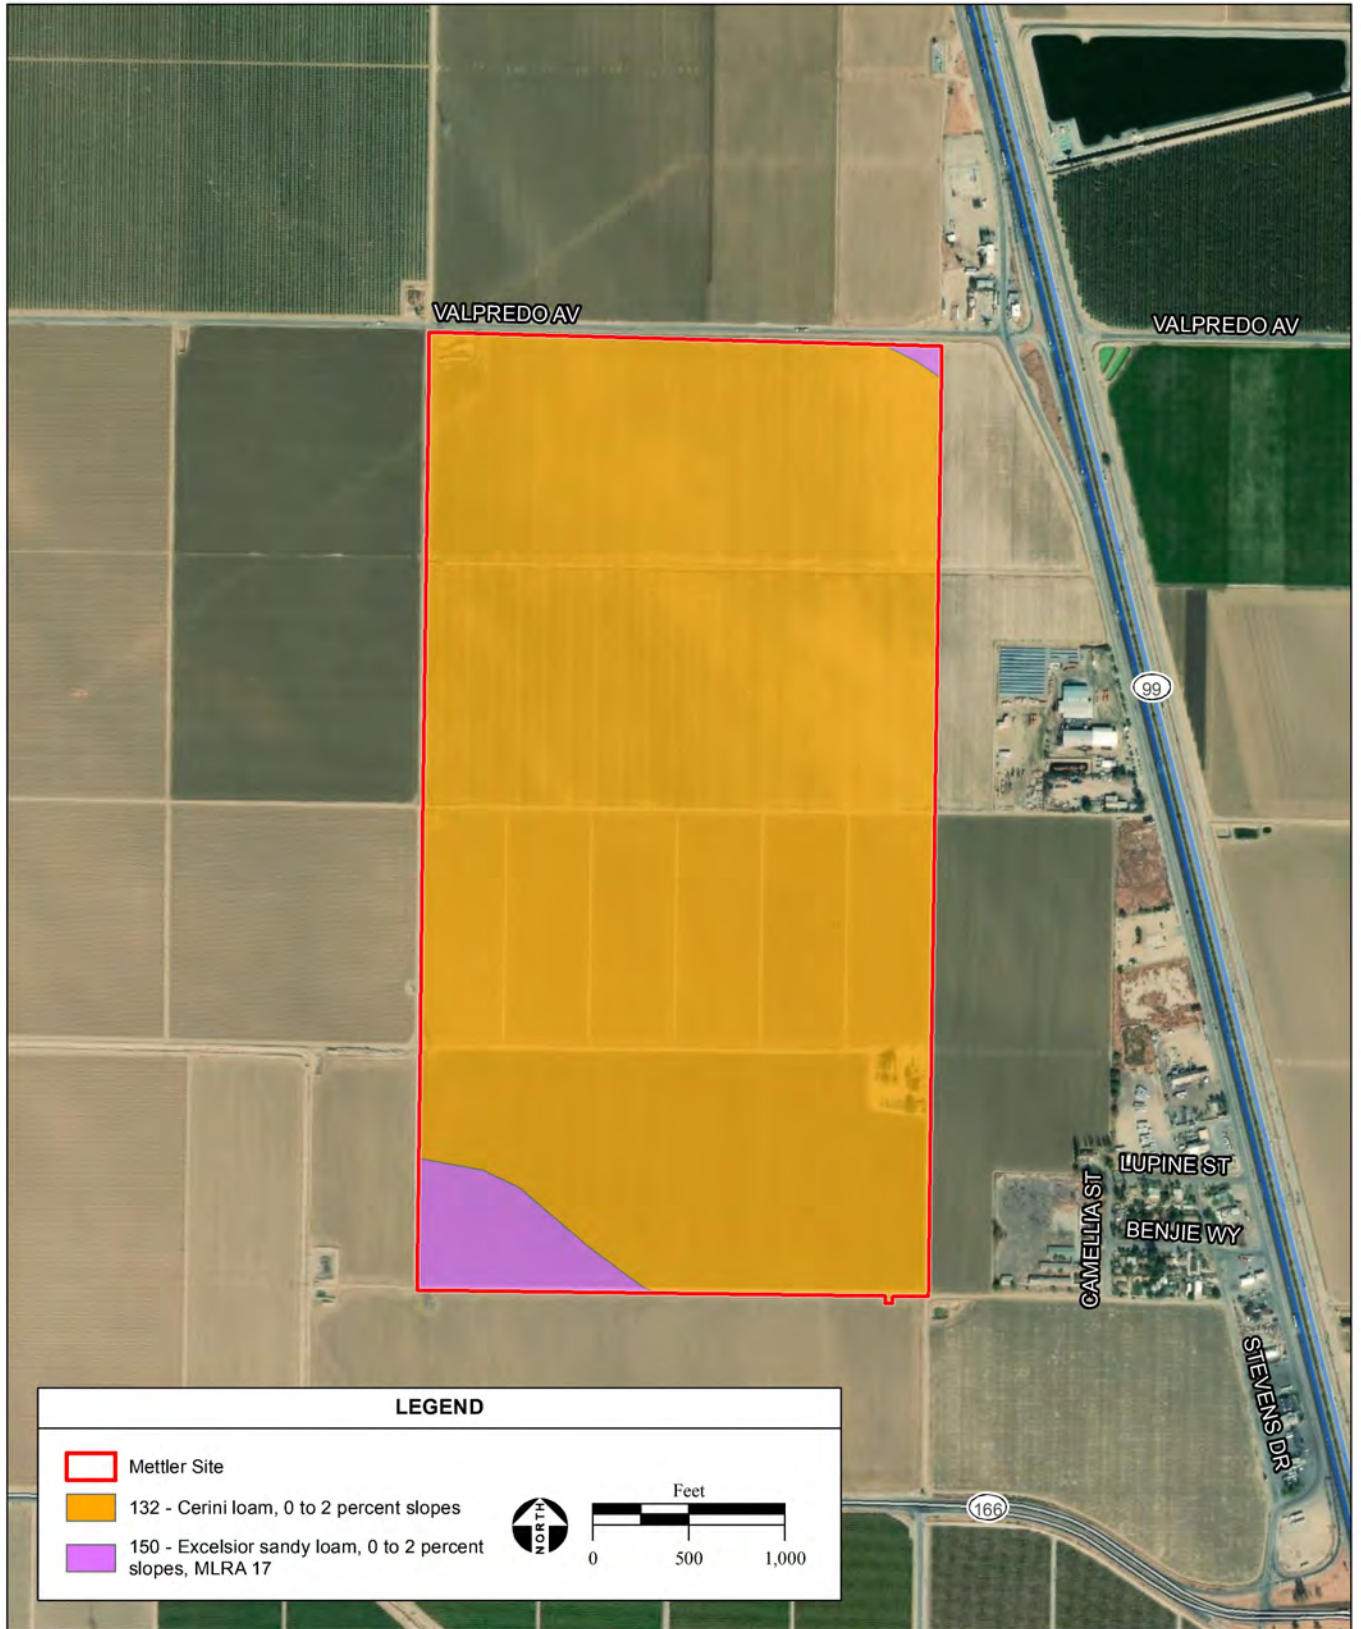 VALPREDO AV
VALPREDO AV
99
LUPINE ST
CAMELLIA ST
BENJIE WY
STEVENS DR
166
LEGEND
Mettler Site
132 - Cerini loam, 0 to 2 percent slopes
150 - Excelsior sandy loam, 0 to 2 percent
slopes, MLRA 17
NORTH
Feet
0 500 1,000